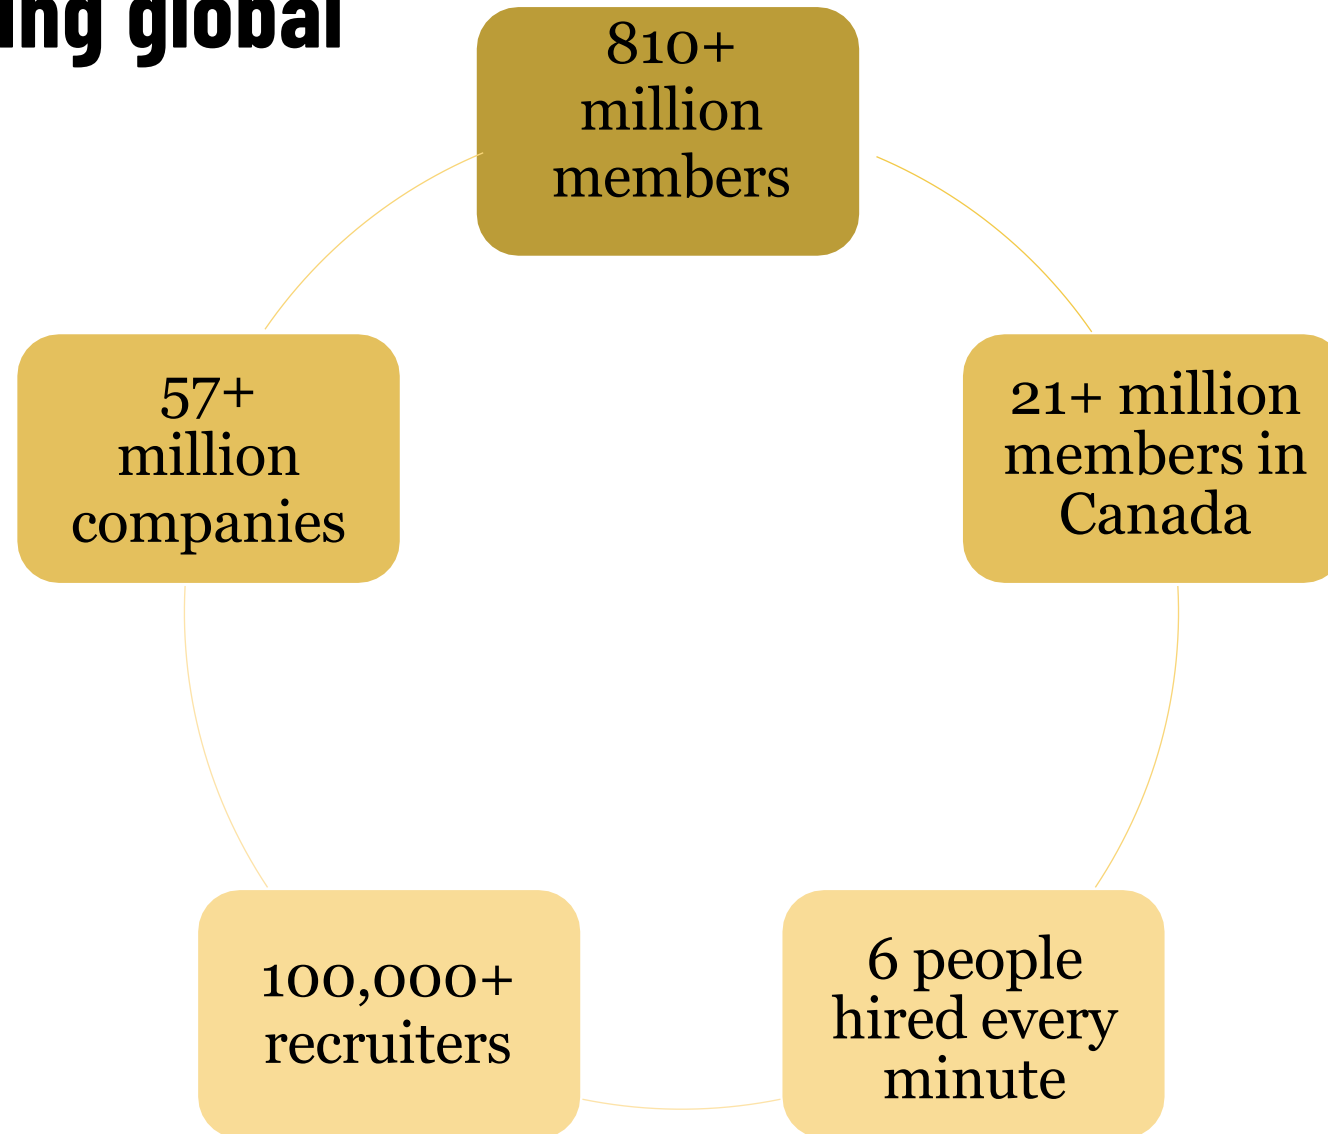 ing global
810+
million
members
57+
million
companies
21+ million
members in
Canada
100,000+
recruiters
6 people
hired every
minute